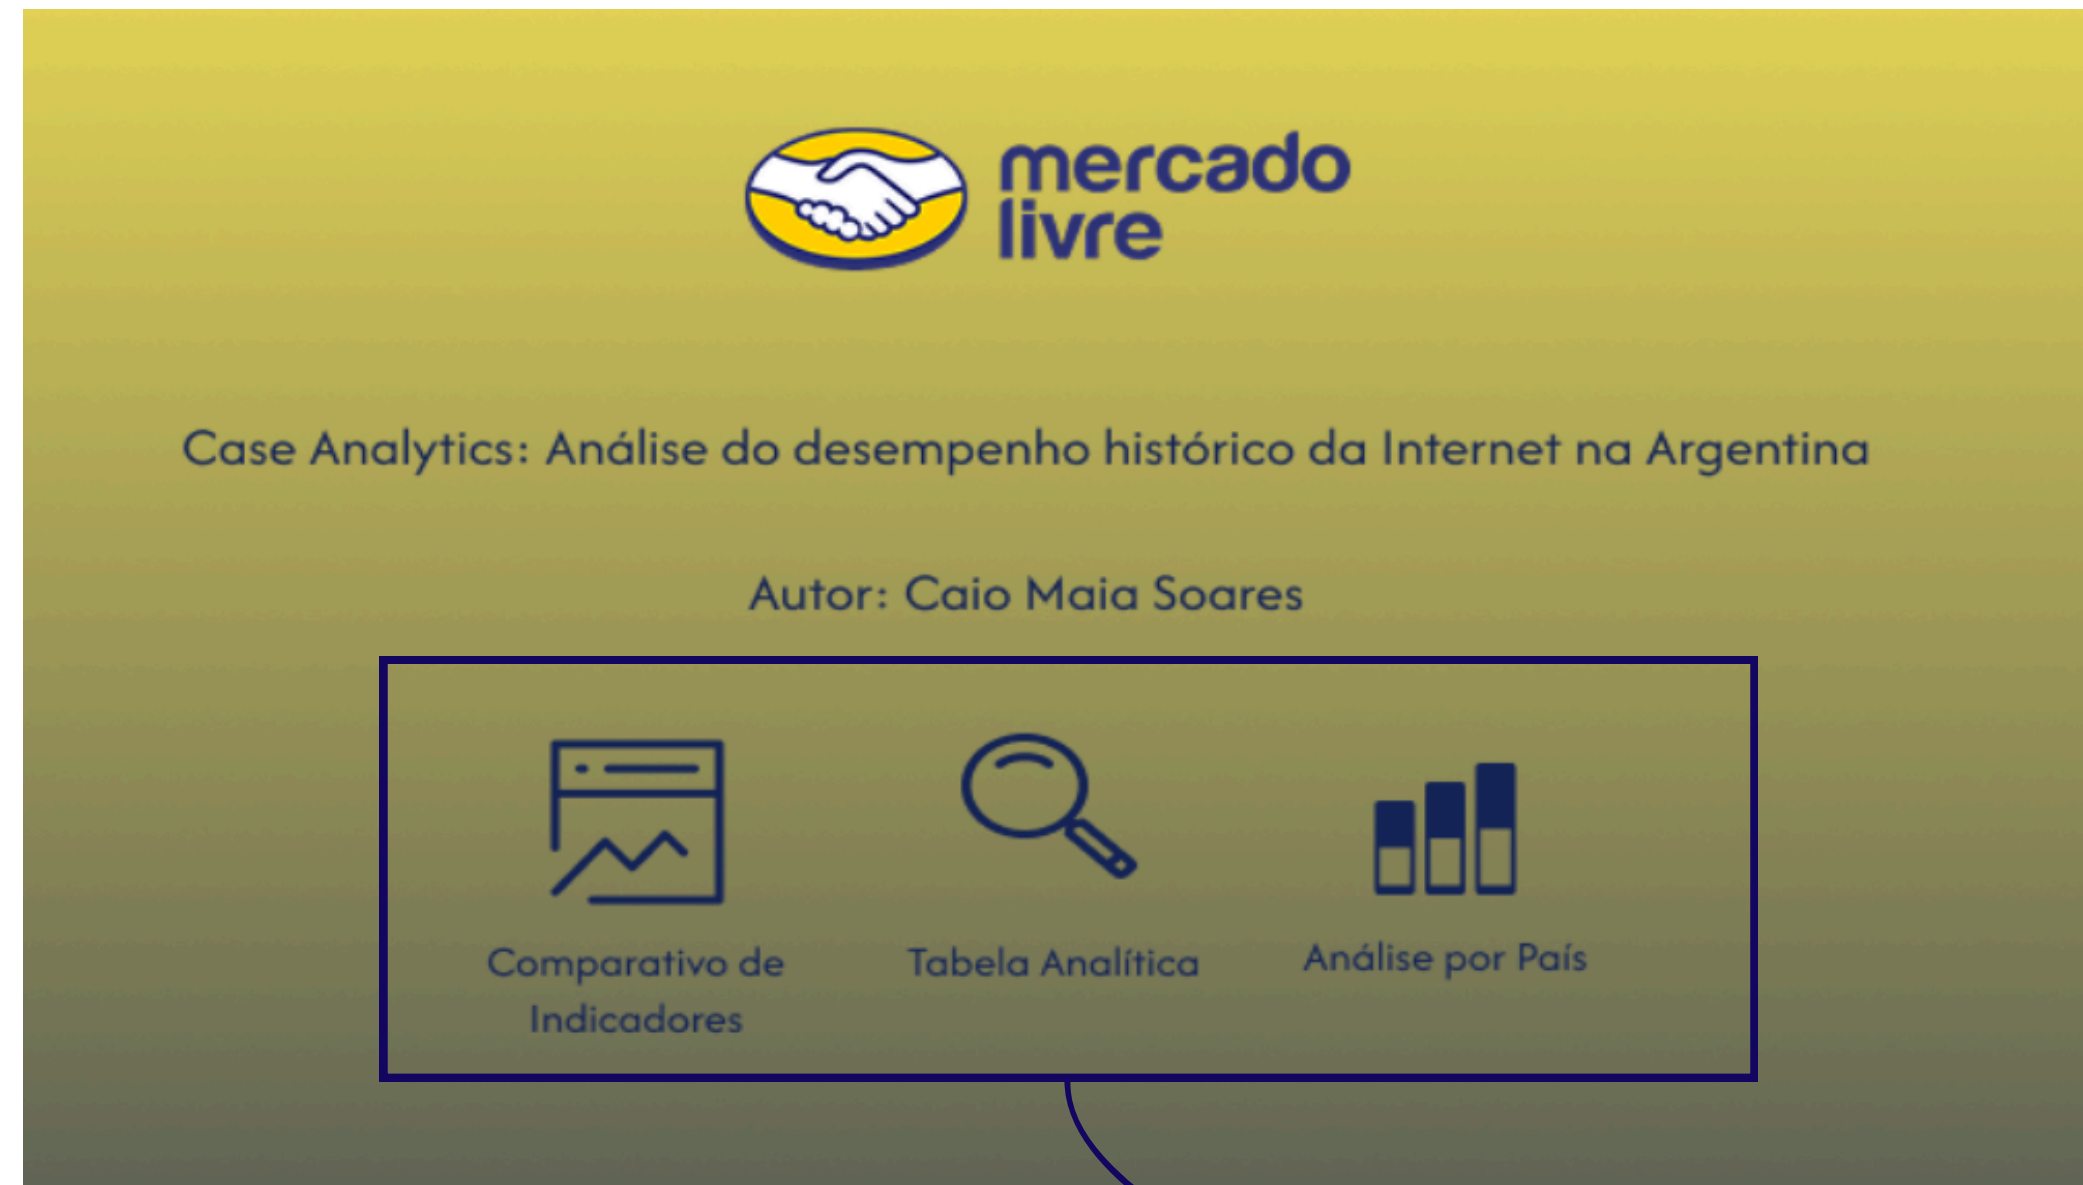 mercado
livre
Case Analytics: Análise do desempenho histórico da Internet na Argentina
Autor: Caio Maia Soares
Comparativo de
Indicadores
Tabela Analítica
Análise por País